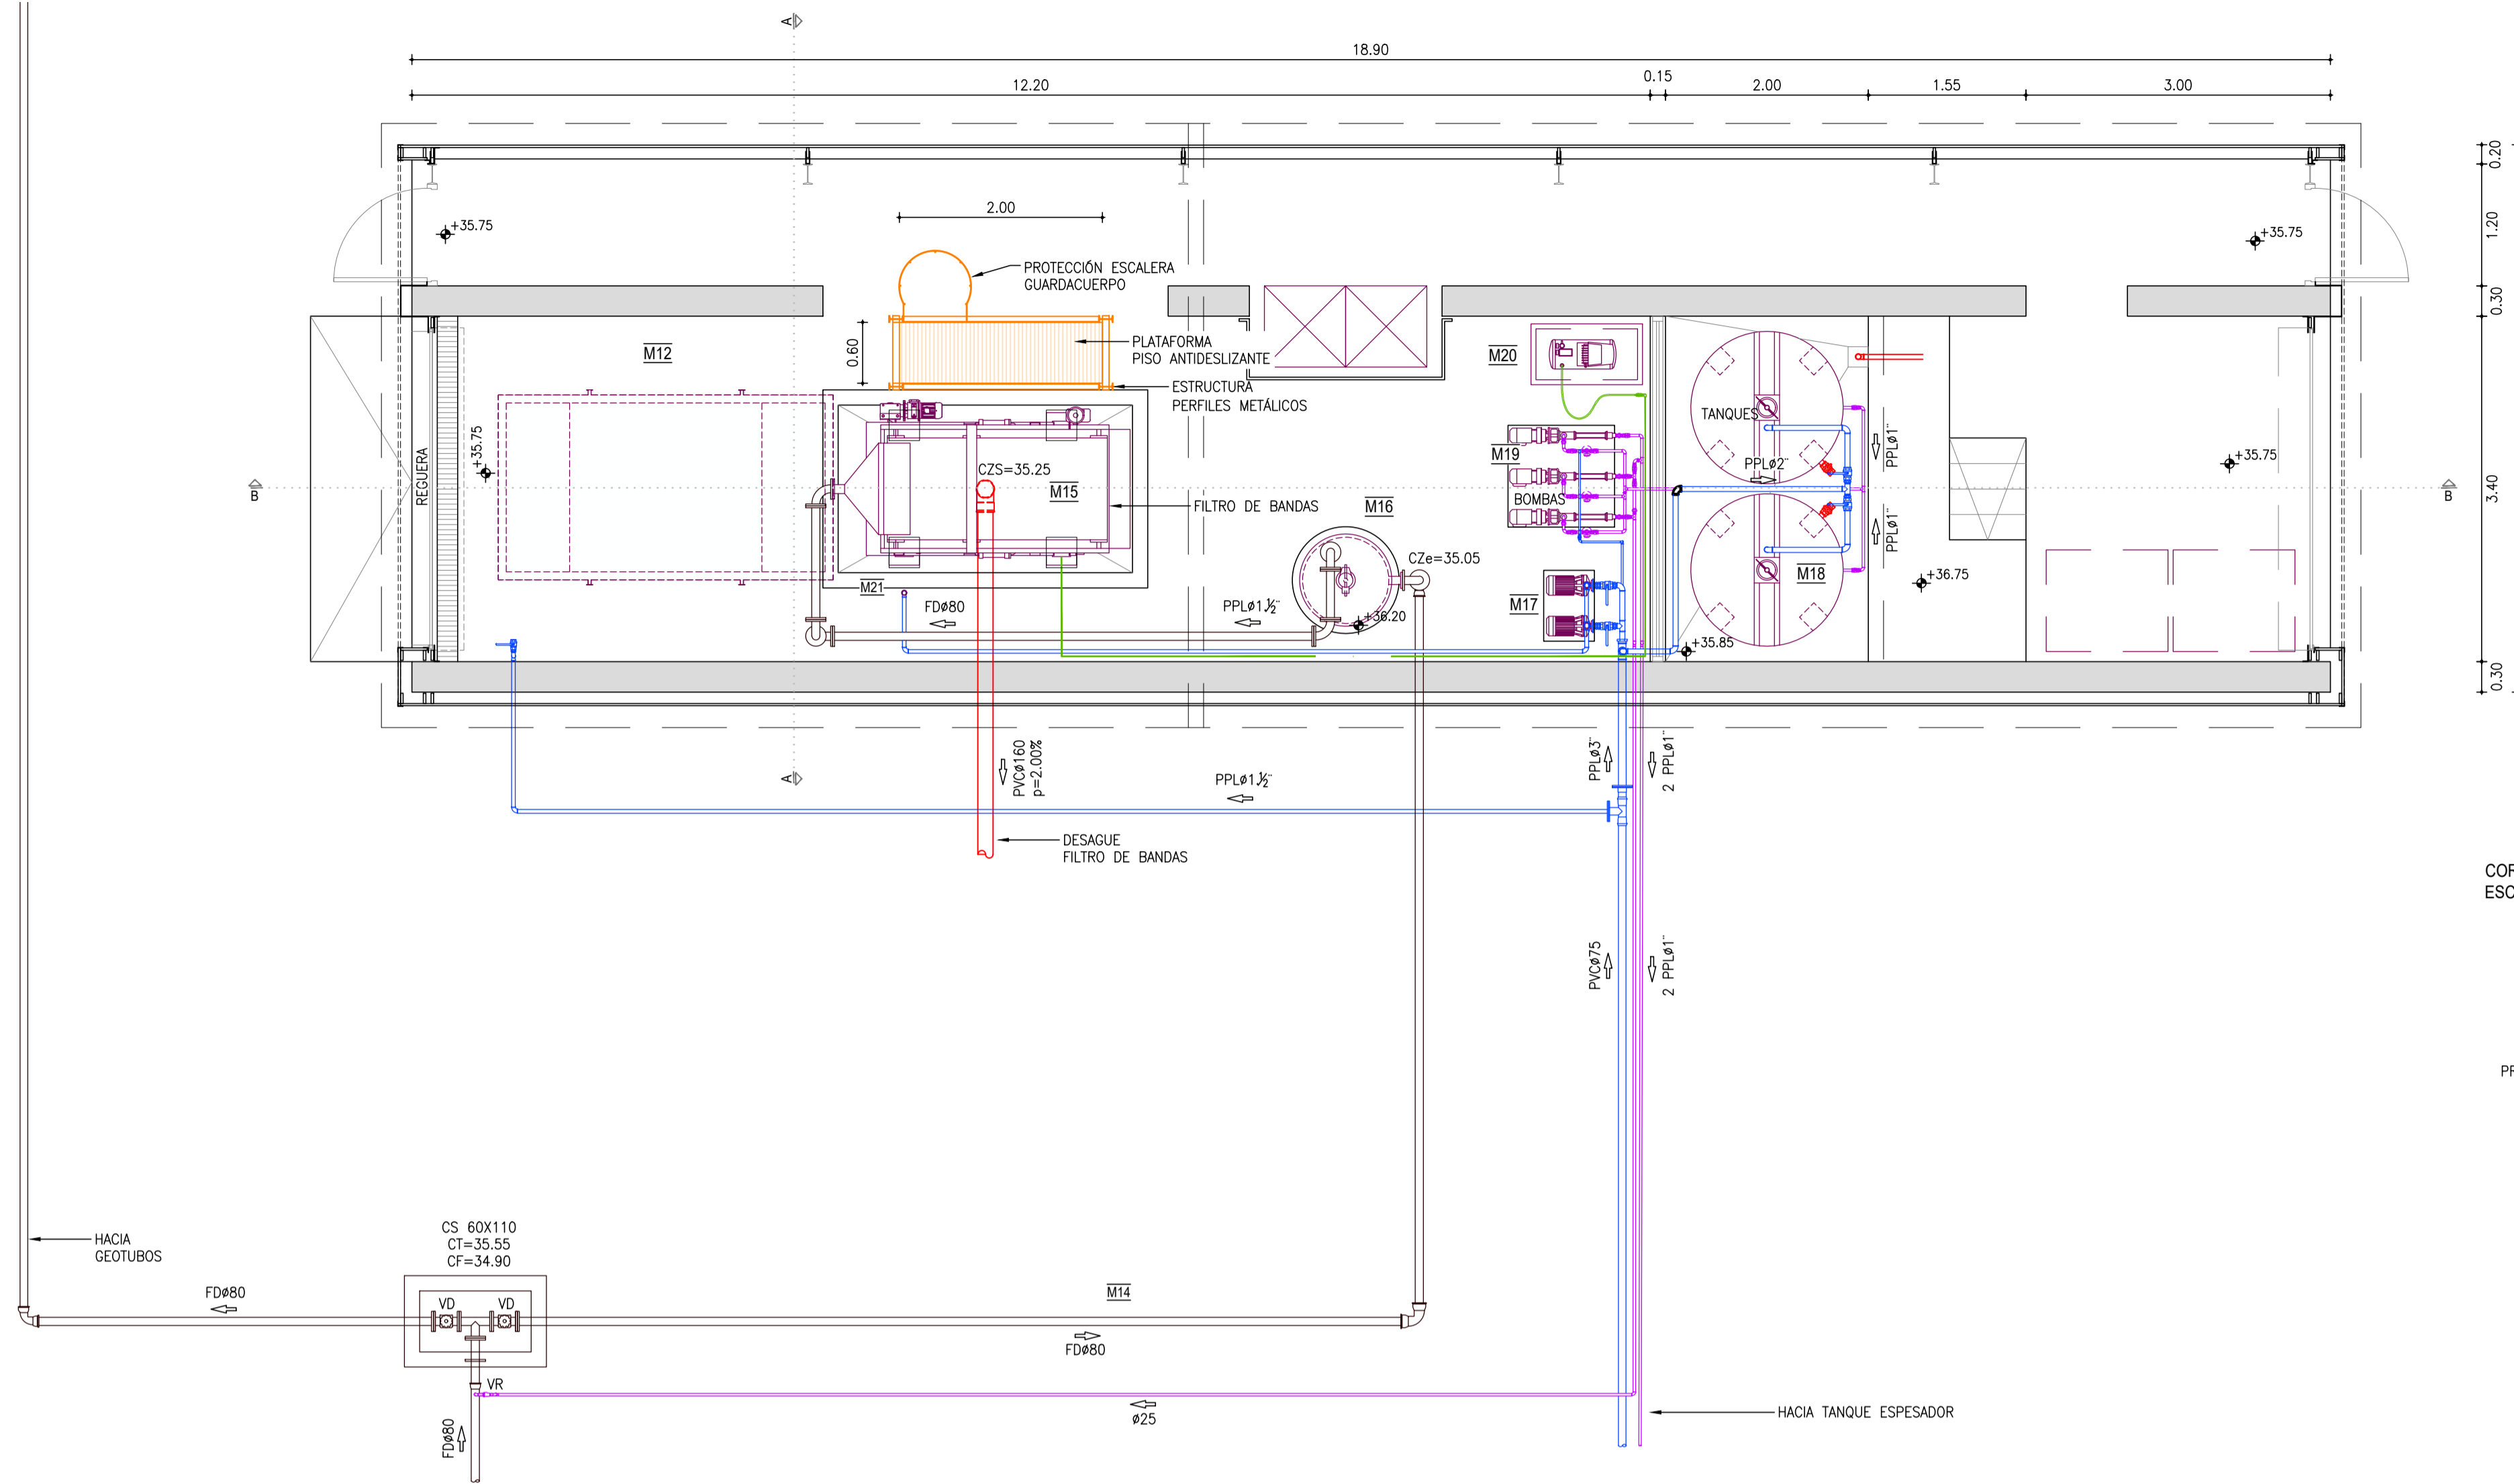 A
18.90
12.20
0.15
2.00
1.55
3.00
0.20
2.00
+35.75
+35.75
1.20
PROTECCIÓN ESCALERA
GUARDACUERPO
0.30
PLATAFORMA
PISO ANTIDESLIZANTE
M12
0.60
M20
ESTRUCTURA
PERFILES METÁLICOS
TANQUES
REGUERA
+35.75
CZS=35.25
M15
M19
PPLø2"
PPLø1"
+35.75
B
FILTRO DE BANDAS
M16
BOMBAS
3.40
B
PPLø1"
CZe=35.05
M18
+36.75
M21
FDø80
PPLø1½"
M17
+36.20
+35.85
0.30
A
PVCø160
p=2.00%
PPLø1½"
PPLø3"
2 PPLø1"
DESAGUE
FILTRO DE BANDAS
COR
ESC
PVCø75
2 PPLø1"
PF
HACIA
GEOTUBOS
CS 60X110
CT=35.55
CF=34.90
FDø80
VD
VD
M14
FDø80
VR
ø25
HACIA TANQUE ESPESADOR
FDø80